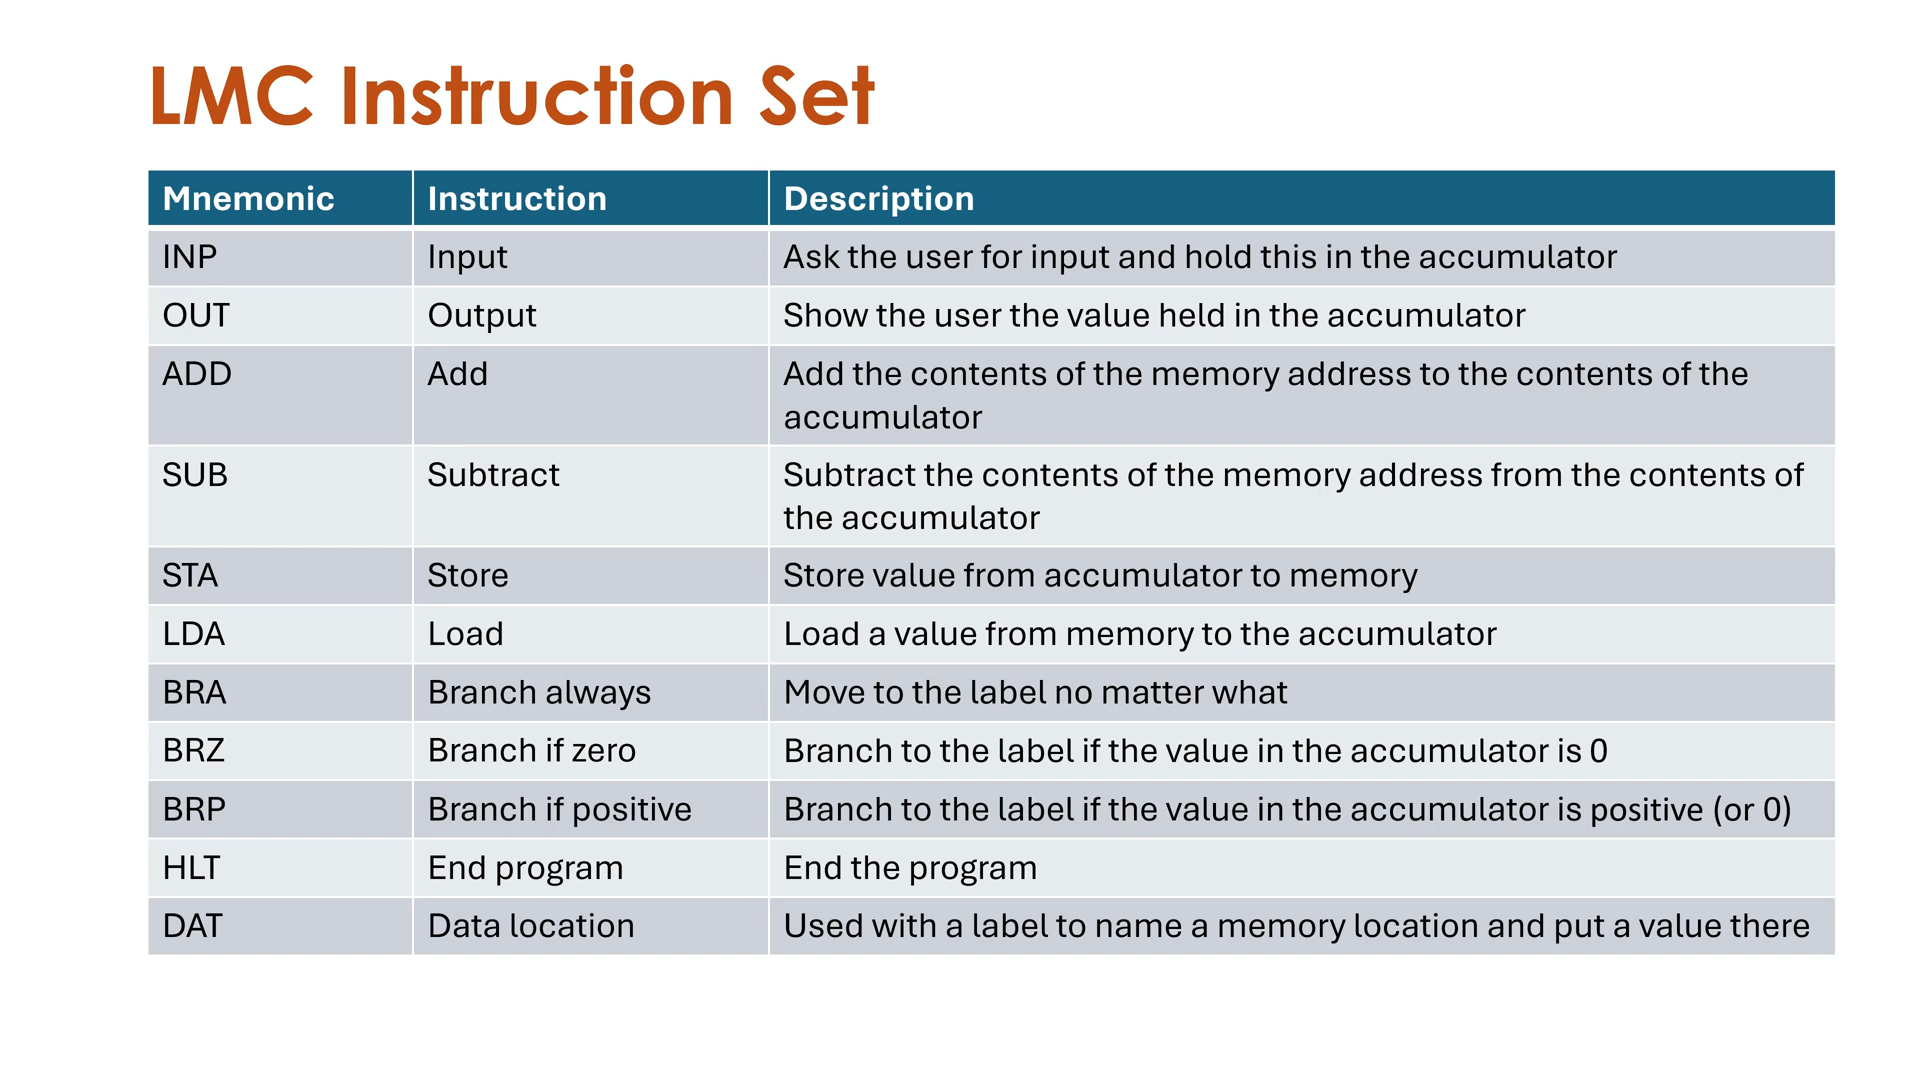 LMC Instruction Set
Mnemonic Instruction Description
INP Input Ask the user for input and hold this in the accumulator
OUT Output Show the user the value held in the accumulator
ADD Add Add the contents of the memory address to the contents of the
accumulator
SUB Subtract Subtract the contents of the memory address from the contents of
the accumulator
STA Store Store value from accumulator to memory
LDA Load Load a value from memory to the accumulator
BRA Branch always Move to the label no matter what
BRZ Branch if zero Branch to the label if the value in the accumulator is 0
BRP Branch if positive Branch to the label if the value in the accumulator is positive (or 0)
HLT End program End the program
DAT Data location Used with a label to name a memory location and put a value there